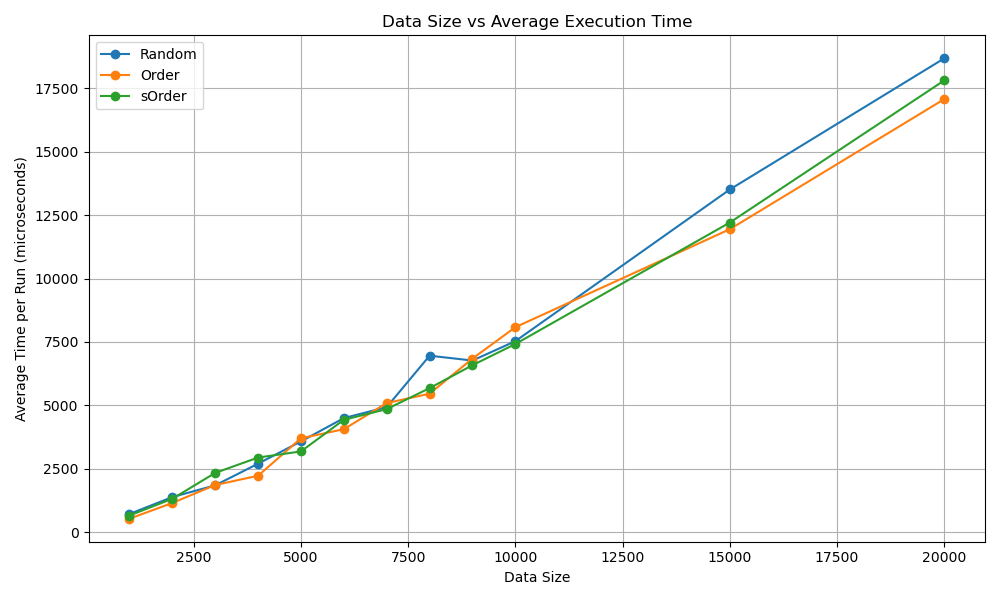 Data Size vs Average Execution Time
Random
Order
sOrder
17500
15000
12500
10000
7500
5000
2500
0
Average Time per Run (microseconds)
2500
5000
7500
10000
12500
15000
17500
20000
Data Size